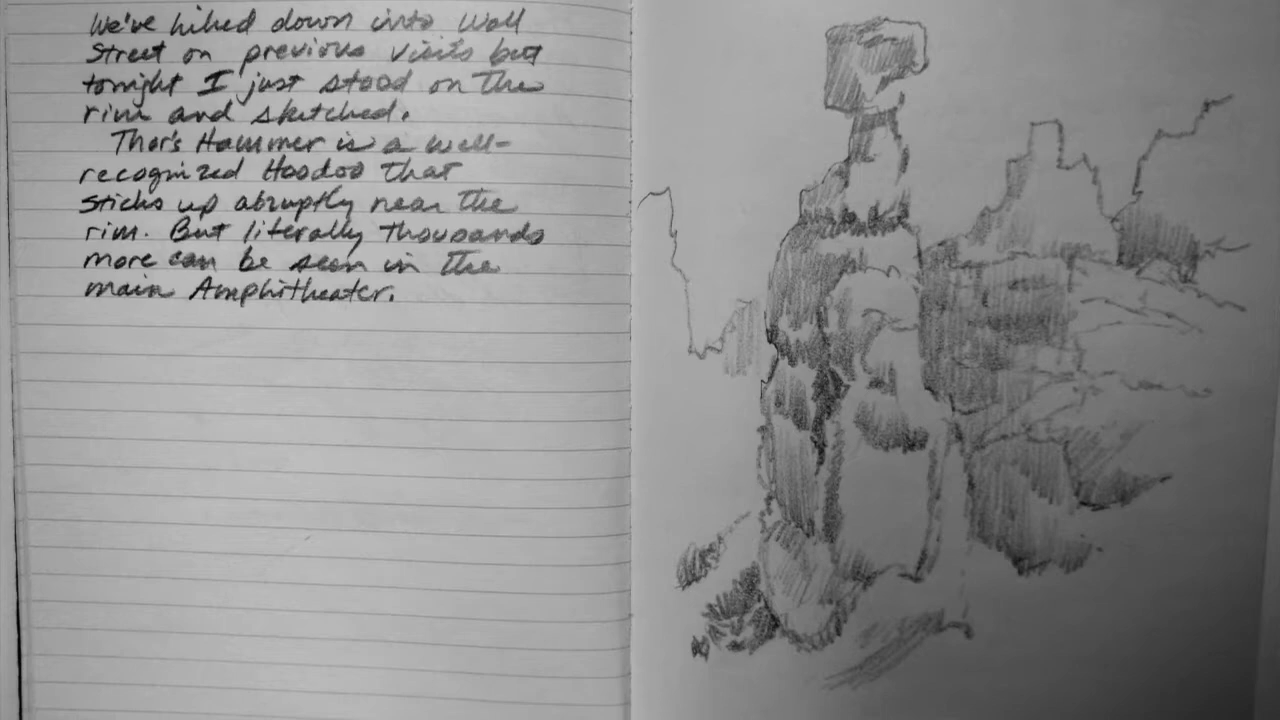 We've hiked down into Wall
Street on previous visits but
tonight I just stood on the
rim and sketched.
Thor's Hammer is a well-
recognized Hoodoo that
sticks up abruptly near the
rim. But literally thousands
more can be seen in the
main Amphitheater.